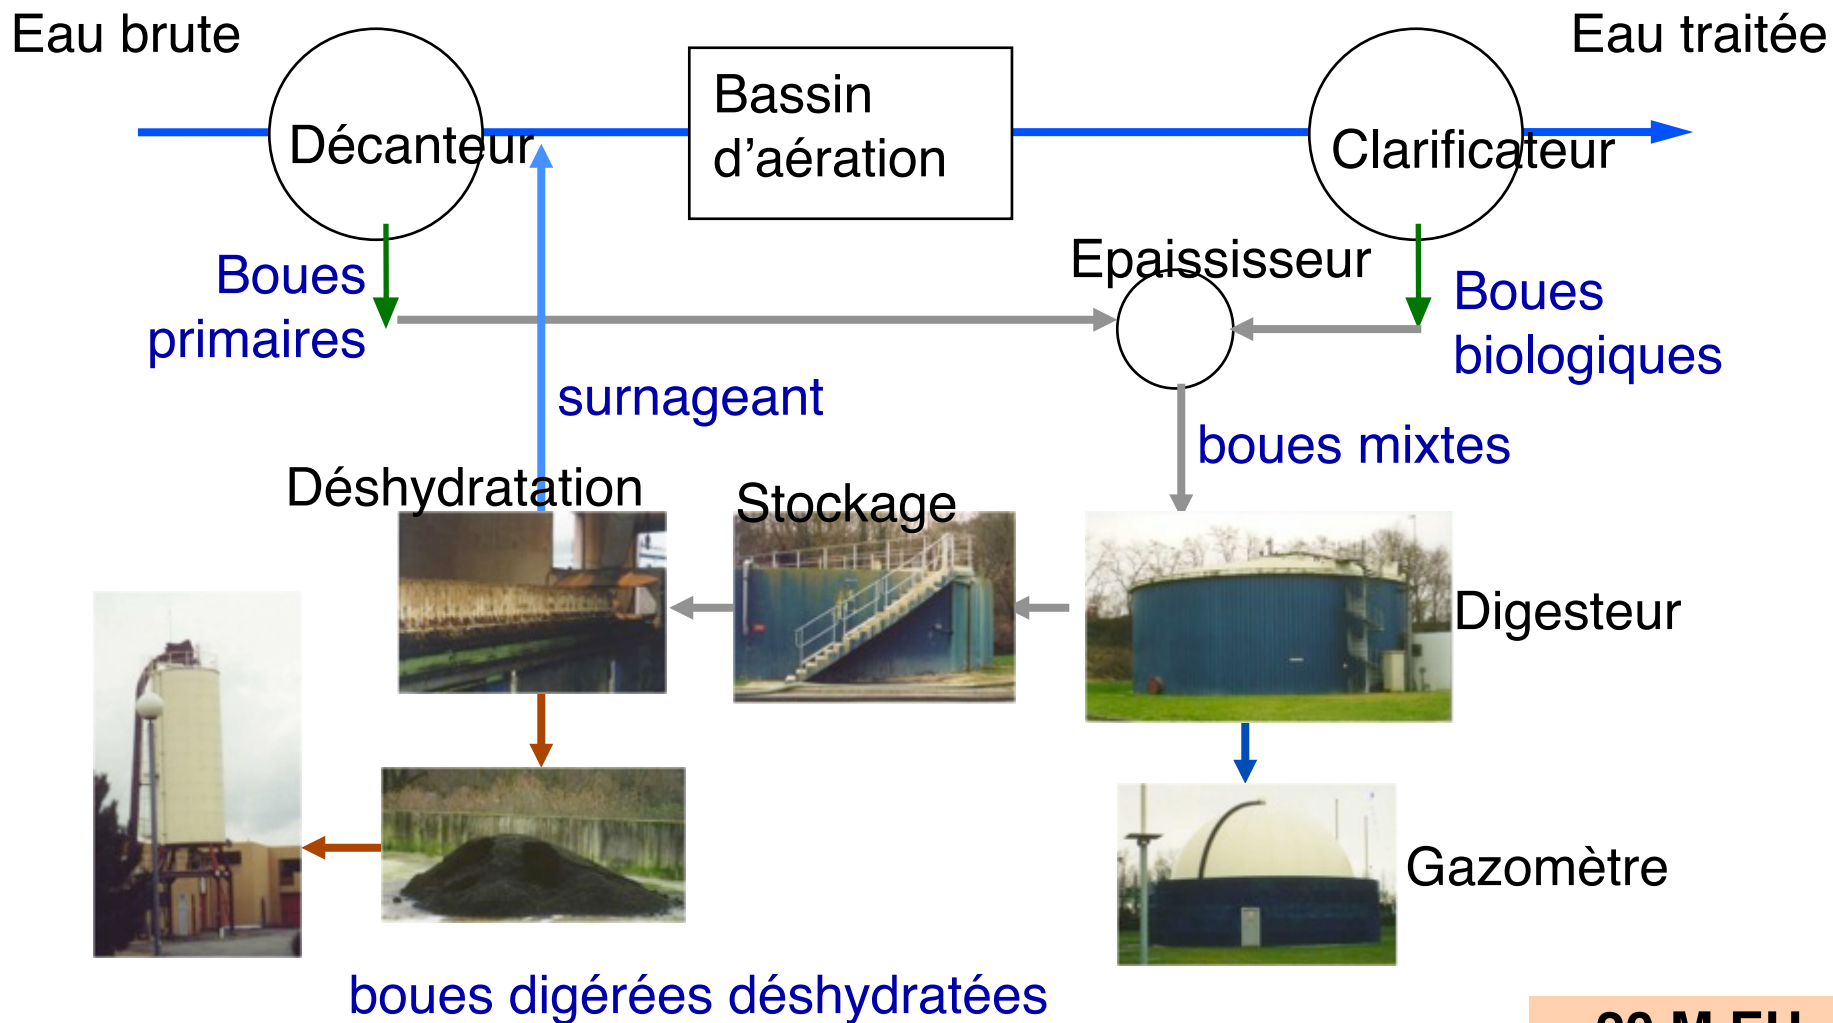 Eau brute
Eau traitée
Décanteur
Bassin
d’aération
Clarificateur
Epaississeur
Boues
primaires
Boues
biologiques
surnageant
boues mixtes
Déshydratation
Stockage
Digesteur
Gazomètre
boues digérées déshydratées